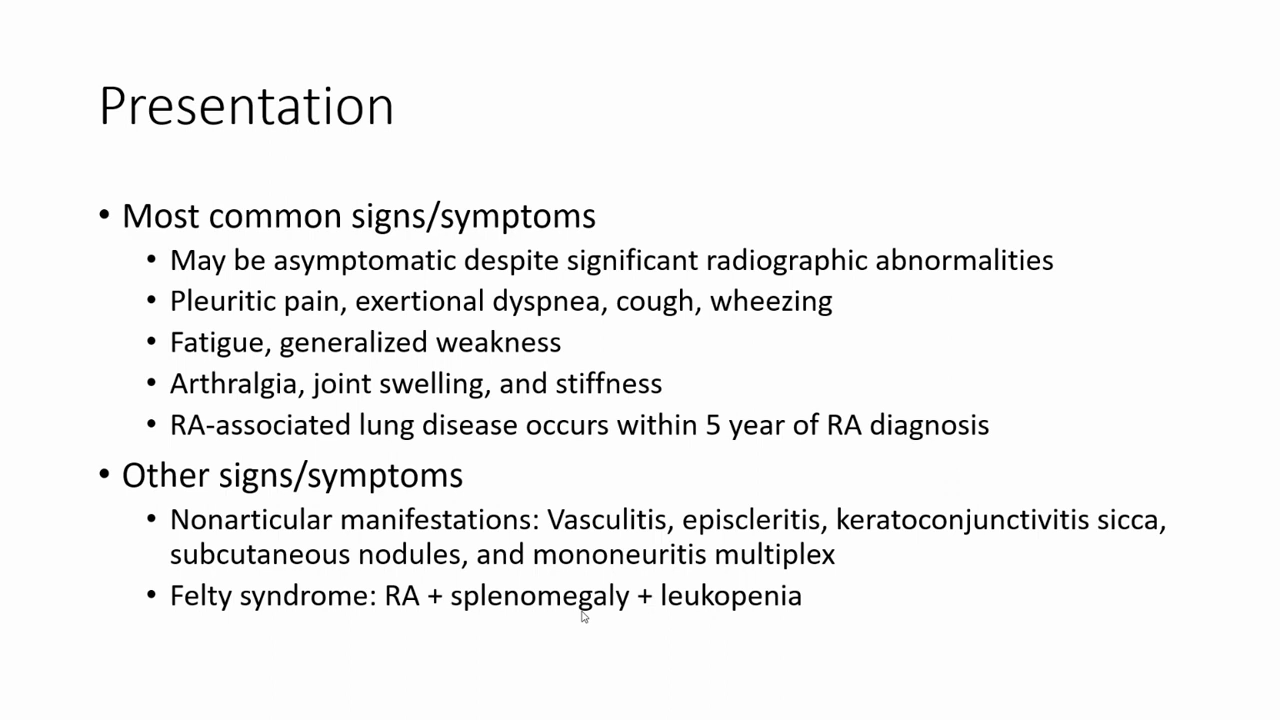 Presentation
• Most common signs/symptoms
• May be asymptomatic despite significant radiographic abnormalities
• Pleuritic pain, exertional dyspnea, cough, wheezing
• Fatigue, generalized weakness
• Arthralgia, joint swelling, and stiffness
• RA-associated lung disease occurs within 5 year of RA diagnosis
• Other signs/symptoms
• Nonarticular manifestations: Vasculitis, episcleritis, keratoconjunctivitis sicca,
subcutaneous nodules, and mononeuritis multiplex
• Felty syndrome: RA + splenomegaly + leukopenia